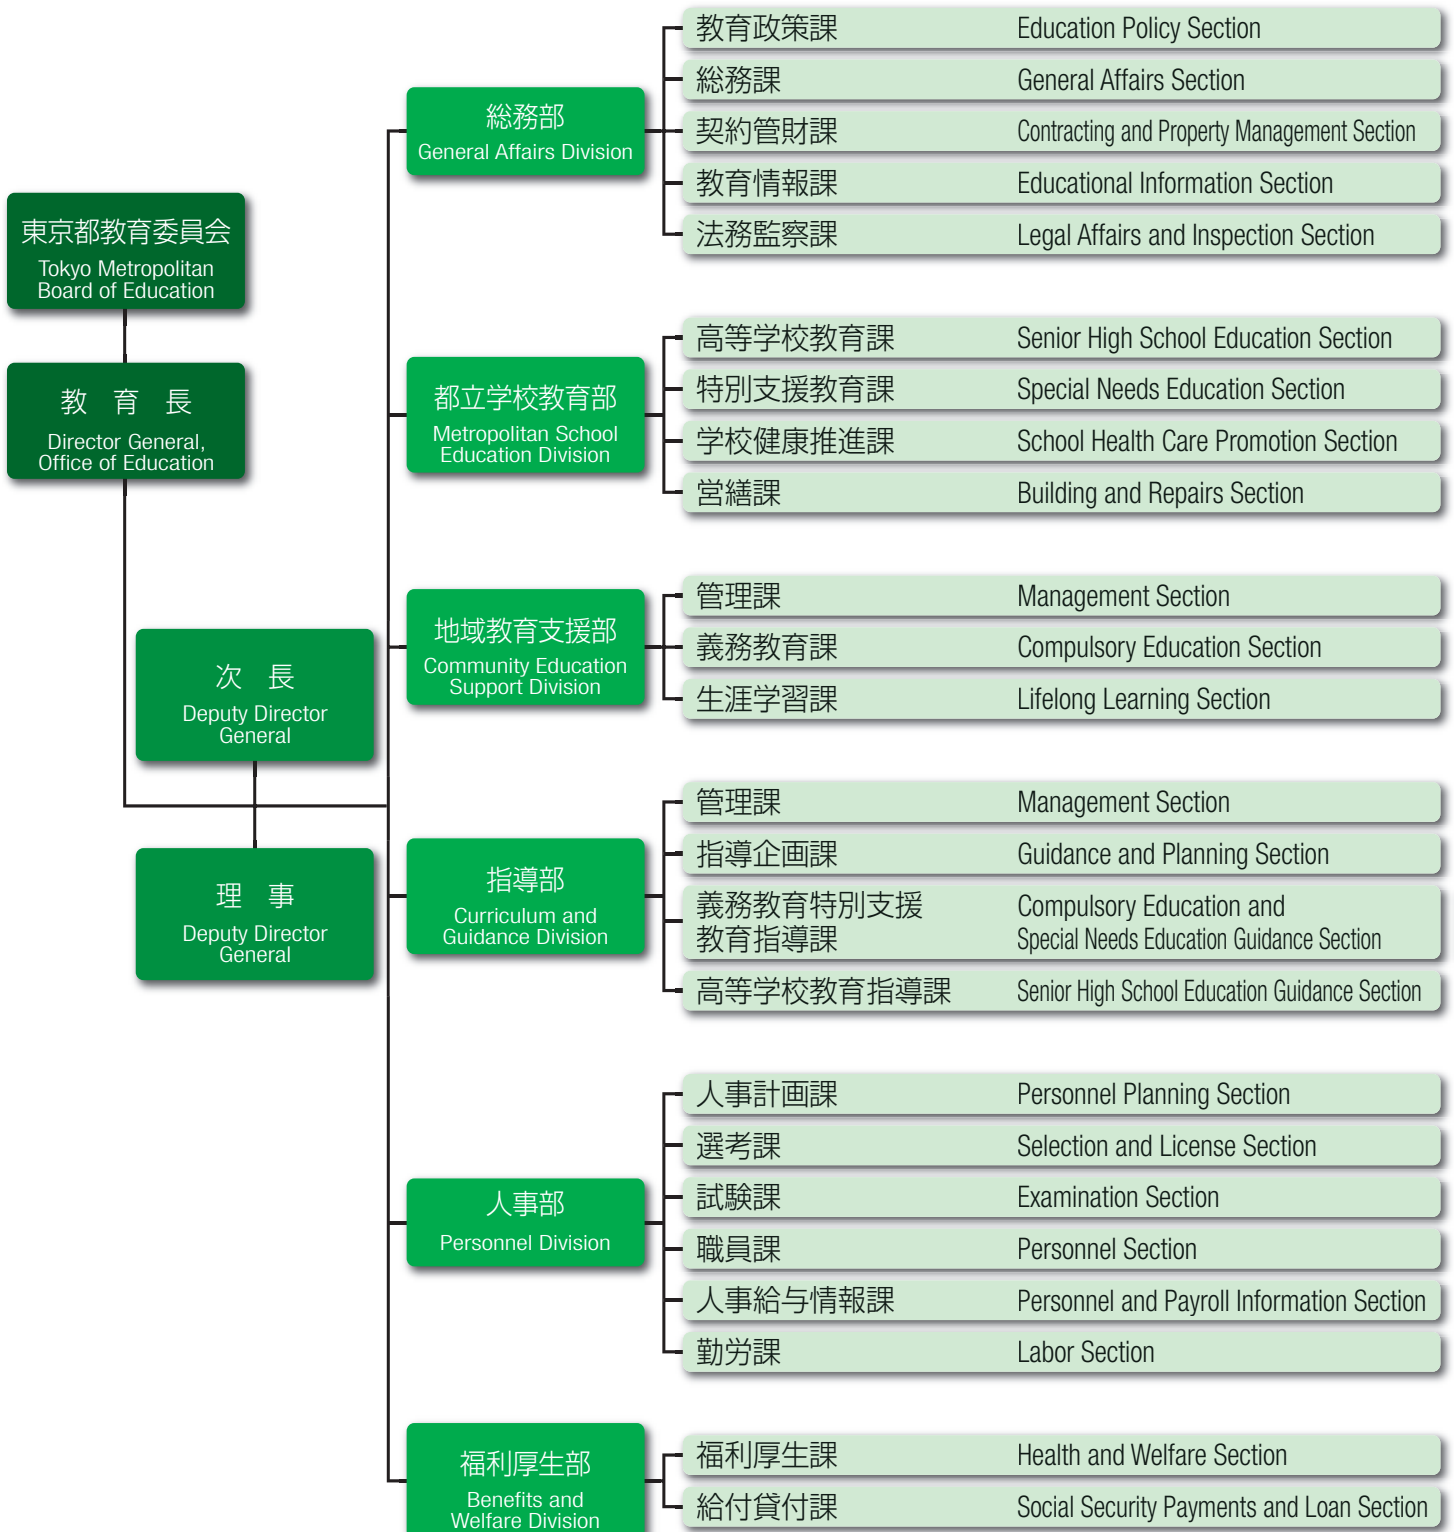 東京都教育委員会
Tokyo Metropolitan
Board of Education
教 育 長
Director General,
Office of Education
次 長
Deputy Director
General
理 事
Deputy Director
General
総務部
General Affairs Division
教育政策課 Education Policy Section
総務課 General Affairs Section
契約管財課 Contracting and Property Management Section
教育情報課 Educational Information Section
法務監察課 Legal Affairs and Inspection Section
都立学校教育部
Metropolitan School
Education Division
高等学校教育課 Senior High School Education Section
特別支援教育課 Special Needs Education Section
学校健康推進課 School Health Care Promotion Section
営繕課 Building and Repairs Section
地域教育支援部
Community Education
Support Division
管理課 Management Section
義務教育課 Compulsory Education Section
生涯学習課 Lifelong Learning Section
指導部
Curriculum and
Guidance Division
管理課 Management Section
指導企画課 Guidance and Planning Section
義務教育特別支援 Compulsory Education and
教育指導課 Special Needs Education Guidance Section
高等学校教育指導課 Senior High School Education Guidance Section
人事部
Personnel Division
人事計画課 Personnel Planning Section
選考課 Selection and License Section
試験課 Examination Section
職員課 Personnel Section
人事給与情報課 Personnel and Payroll Information Section
勤労課 Labor Section
福利厚生部
Benefits and
Welfare Division
福利厚生課 Health and Welfare Section
給付貸付課 Social Security Payments and Loan Section